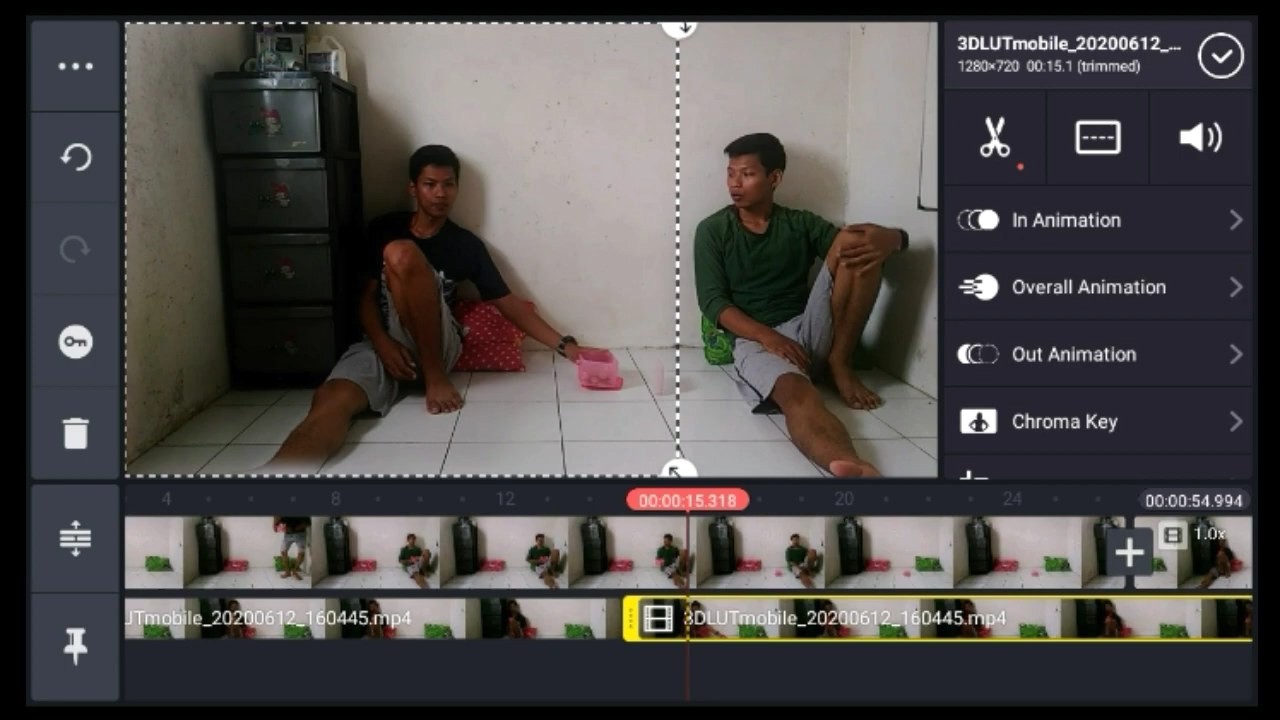 3DLUTmobile_20200612_...
1280×720 00:15.1 (trimmed)
In Animation
Overall Animation
Out Animation
Chroma Key
4 8 12 00:00:15.318 20 24 00:00:54.994
1.0x
JTmobile_20200612_160445.mp4
3DLUTmobile_20200612_160445.mp4